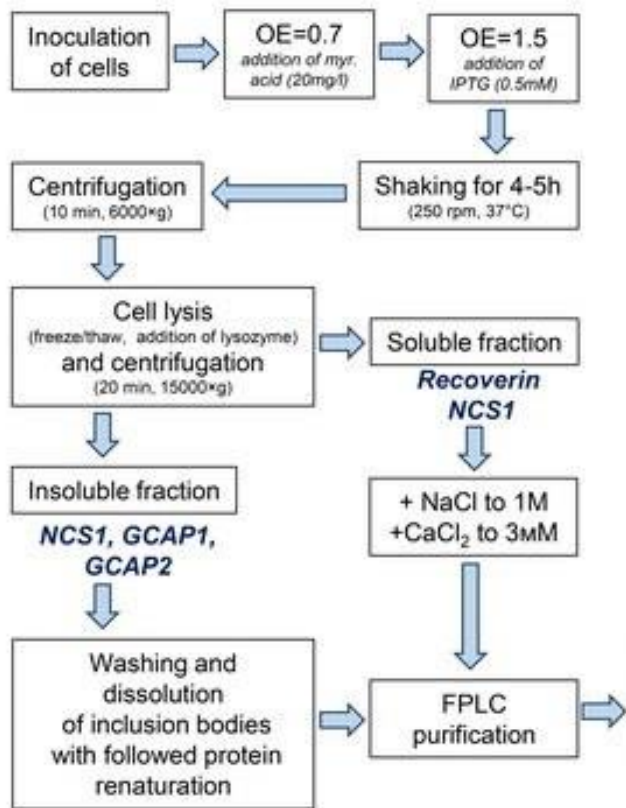 Inoculation
of cells
OE=0.7
addition of myr.
acid (20mg/l)
OE=1.5
addition of
IPTG (0.5mM)
Shaking for 4-5h
(250 rpm, 37°C)
Centrifugation
(10 min, 6000×g)
Cell lysis
(freeze/thaw, addition of lysozyme)
and centrifugation
(20 min, 15000×g)
Soluble fraction
Recoverin
NCS1
Insoluble fraction
NCS1, GCAP1,
GCAP2
+ NaCl to 1M
+CaCl₂ to 3мM
Washing and
dissolution
of inclusion bodies
with followed protein
renaturation
FPLC
purification